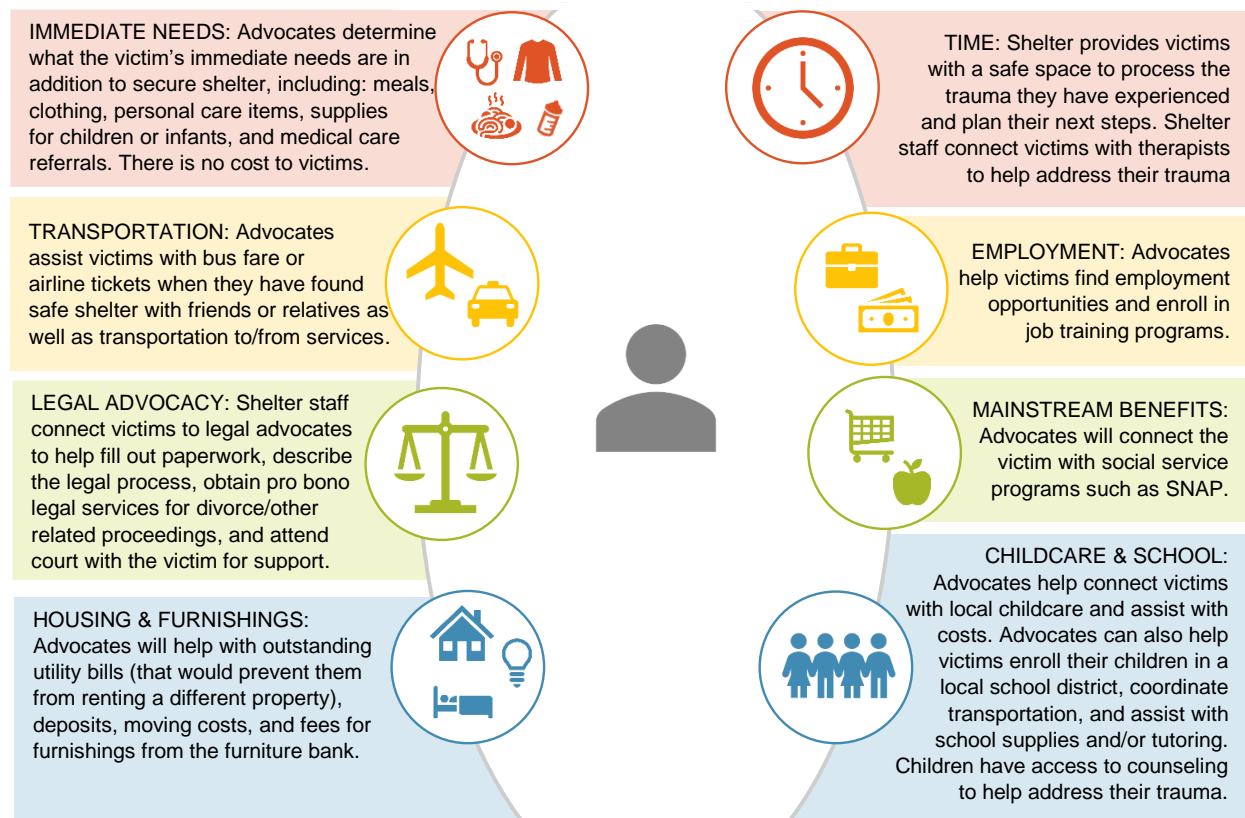 IMMEDIATE NEEDS: Advocates determine
what the victim’s immediate needs are in
addition to secure shelter, including: meals,
clothing, personal care items, supplies
for children or infants, and medical care
referrals. There is no cost to victims.
TRANSPORTATION: Advocates
assist victims with bus fare or
airline tickets when they have found
safe shelter with friends or relatives as
well as transportation to/from services.
LEGAL ADVOCACY: Shelter staff
connect victims to legal advocates
to help fill out paperwork, describe
the legal process, obtain pro bono
legal services for divorce/other
related proceedings, and attend
court with the victim for support.
HOUSING & FURNISHINGS:
Advocates will help with outstanding
utility bills (that would prevent them
from renting a different property),
deposits, moving costs, and fees for
furnishings from the furniture bank.
TIME: Shelter provides victims
with a safe space to process the
trauma they have experienced
and plan their next steps. Shelter
staff connect victims with therapists
to help address their trauma
EMPLOYMENT: Advocates
help victims find employment
opportunities and enroll in
job training programs.
MAINSTREAM BENEFITS:
Advocates will connect the
victim with social service
programs such as SNAP.
CHILDCARE & SCHOOL:
Advocates help connect victims
with local childcare and assist with
costs. Advocates can also help
victims enroll their children in a
local school district, coordinate
transportation, and assist with
school supplies and/or tutoring.
Children have access to counseling
to help address their trauma.